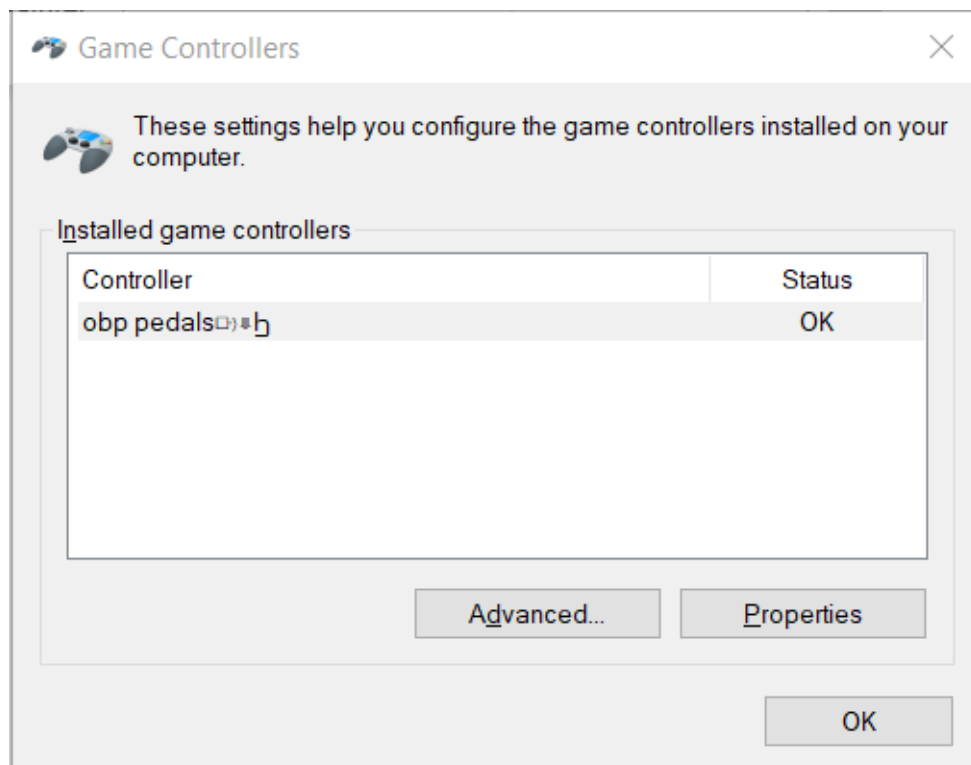 Game Controllers
These settings help you configure the game controllers installed on your
computer.
Installed game controllers
Controller Status
obp pedals OK
Advanced...
Properties
OK